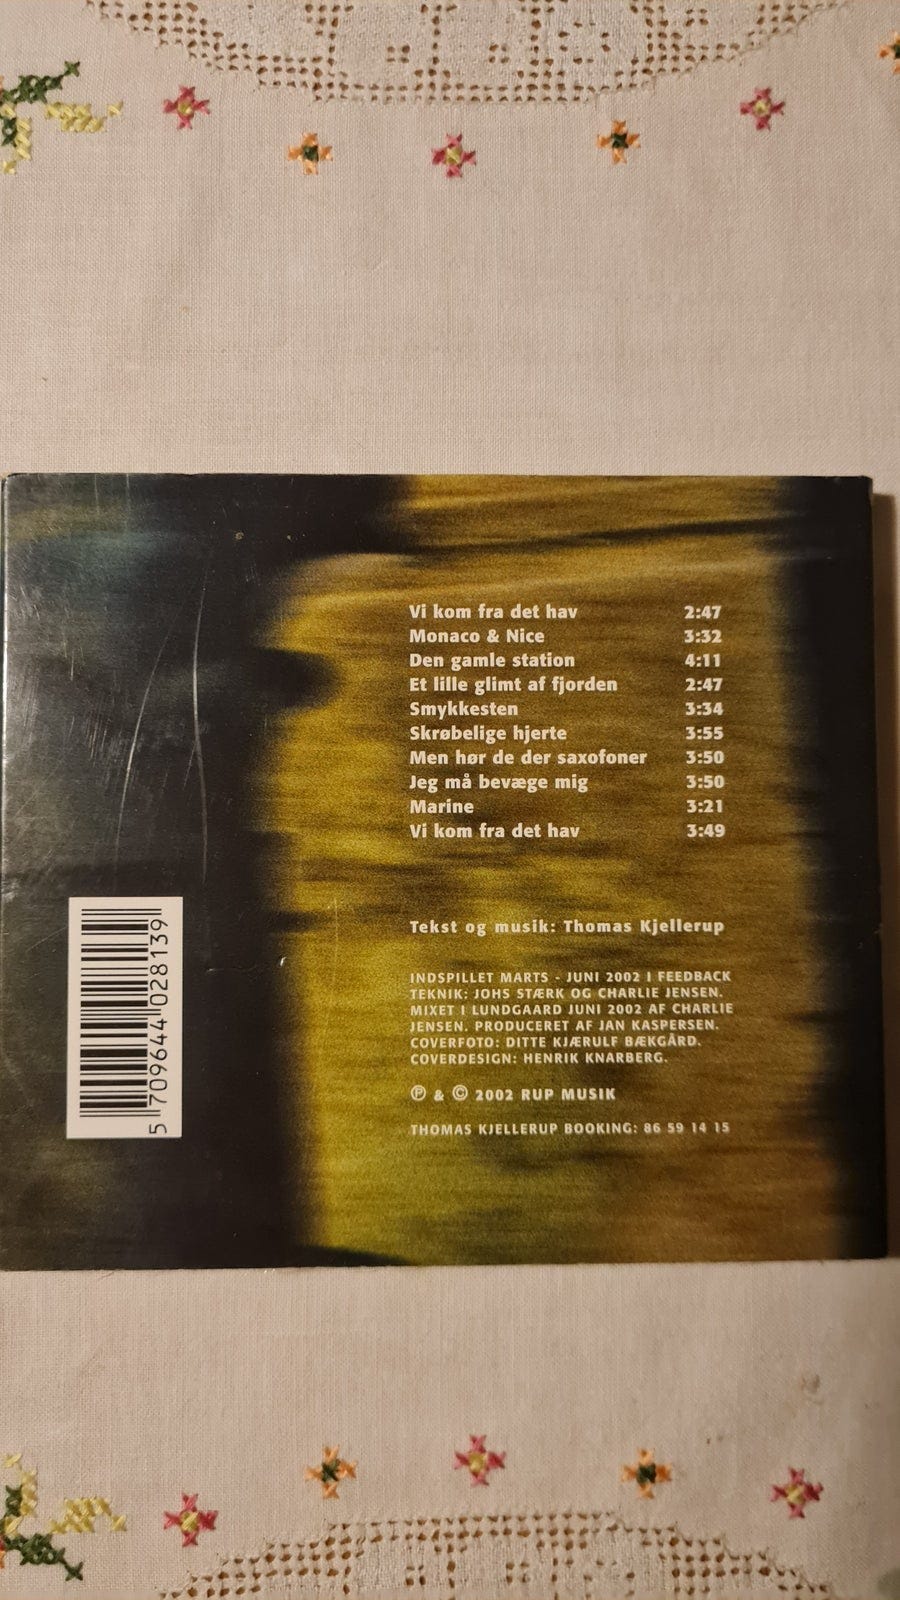 Vi kom fra det hav 2:47
Monaco & Nice 3:32
Den gamle station 4:11
Et lille glimt af fjorden 2:47
Smykkesten 3:34
Skrøbelige hjerte 3:55
Men hør de der saxofoner 3:50
Jeg må bevæge mig 3:50
Marine 3:21
Vi kom fra det hav 3:49
Tekst og musik: Thomas Kjellerup
INDSPILLET MARTS - JUNI 2002 I FEEDBACK
TEKNIK: JOHS STÆRK OG CHARLIE JENSEN.
MIXET I LUNDGAARD JUNI 2002 AF CHARLIE
JENSEN. PRODUCERET AF JAN KASPERSEN.
COVERFOTO: DITTE KJÆRULF BÆKGÅRD.
COVERDESIGN: HENRIK KNARBERG.
℗ & © 2002 RUP MUSIK
THOMAS KJELLERUP BOOKING: 86 59 14 15
5 709644 028139